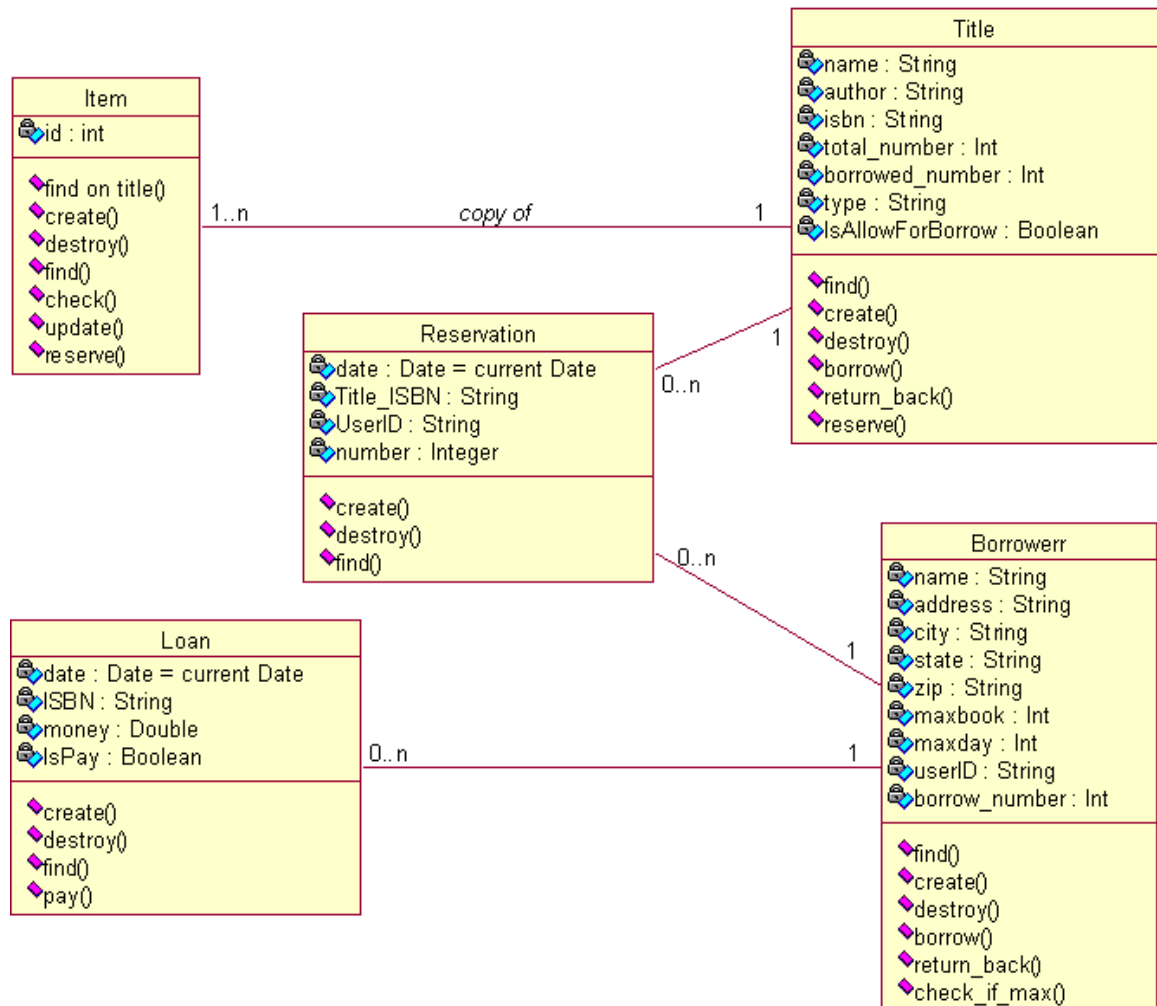 Item
id : int
find on title()
create()
destroy()
find()
check()
update()
reserve()
1..n
copy of
1
Title
name : String
author : String
isbn : String
total_number : Int
borrowed_number : Int
type : String
IsAllowForBorrow : Boolean
find()
create()
destroy()
borrow()
return_back()
reserve()
1
0..n
Reservation
date : Date = current Date
Title_ISBN : String
UserID : String
number : Integer
create()
destroy()
find()
0..n
1
Loan
date : Date = current Date
ISBN : String
money : Double
IsPay : Boolean
create()
destroy()
find()
pay()
0..n
1
Borrowerr
name : String
address : String
city : String
state : String
zip : String
maxbook : Int
maxday : Int
userID : String
borrow_number : Int
find()
create()
destroy()
borrow()
return_back()
check_if_max()